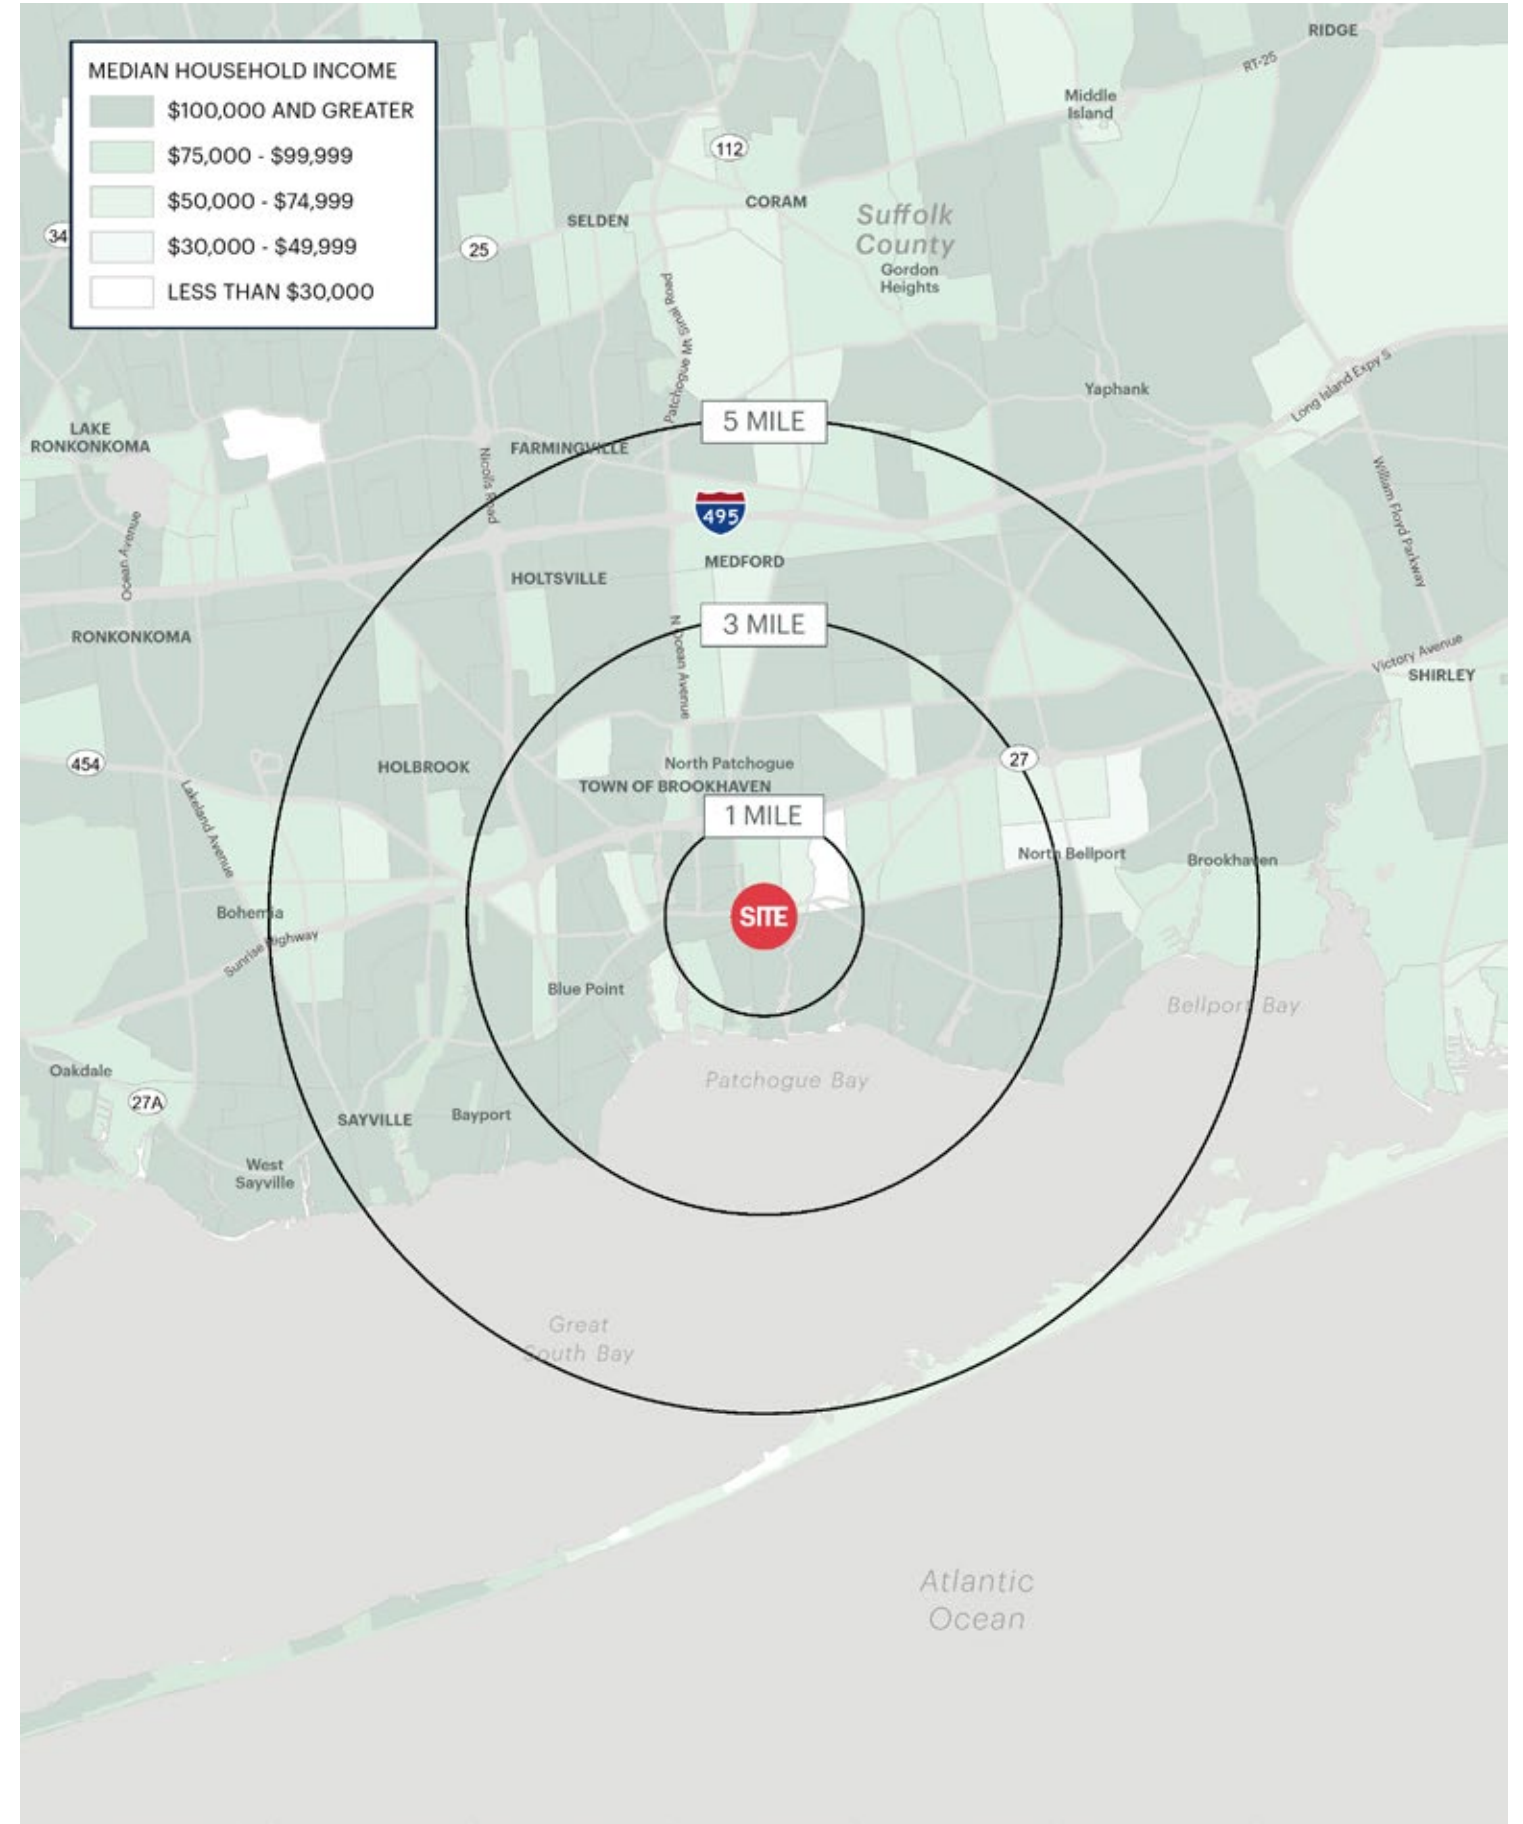 MEDIAN HOUSEHOLD INCOME
$100,000 AND GREATER
$75,000 - $99,999
$50,000 - $74,999
$30,000 - $49,999
LESS THAN $30,000
RIDGE
RT-25
Middle
Island
112
CORAM
SELDEN
Suffolk
County
34
25
Gordon
Heights
Patchogue Mt Sinai Road
Yaphank
Long Island Expy S
5 MILE
LAKE
RONKONKOMA
FARMINGVILLE
Nicolls Road
William Floyd Parkway
495
Ocean Avenue
MEDFORD
HOLTSVILLE
3 MILE
RONKONKOMA
N Ocean Avenue
Victory Avenue
SHIRLEY
454
HOLBROOK
North Patchogue
27
TOWN OF BROOKHAVEN
Lakeland Avenue
1 MILE
North Bellport
Brookhaven
Bohemia
SITE
Sunrise Highway
Blue Point
Bellport Bay
Oakdale
Patchogue Bay
27A
SAYVILLE
Bayport
West
Sayville
Great
South Bay
Atlantic
Ocean